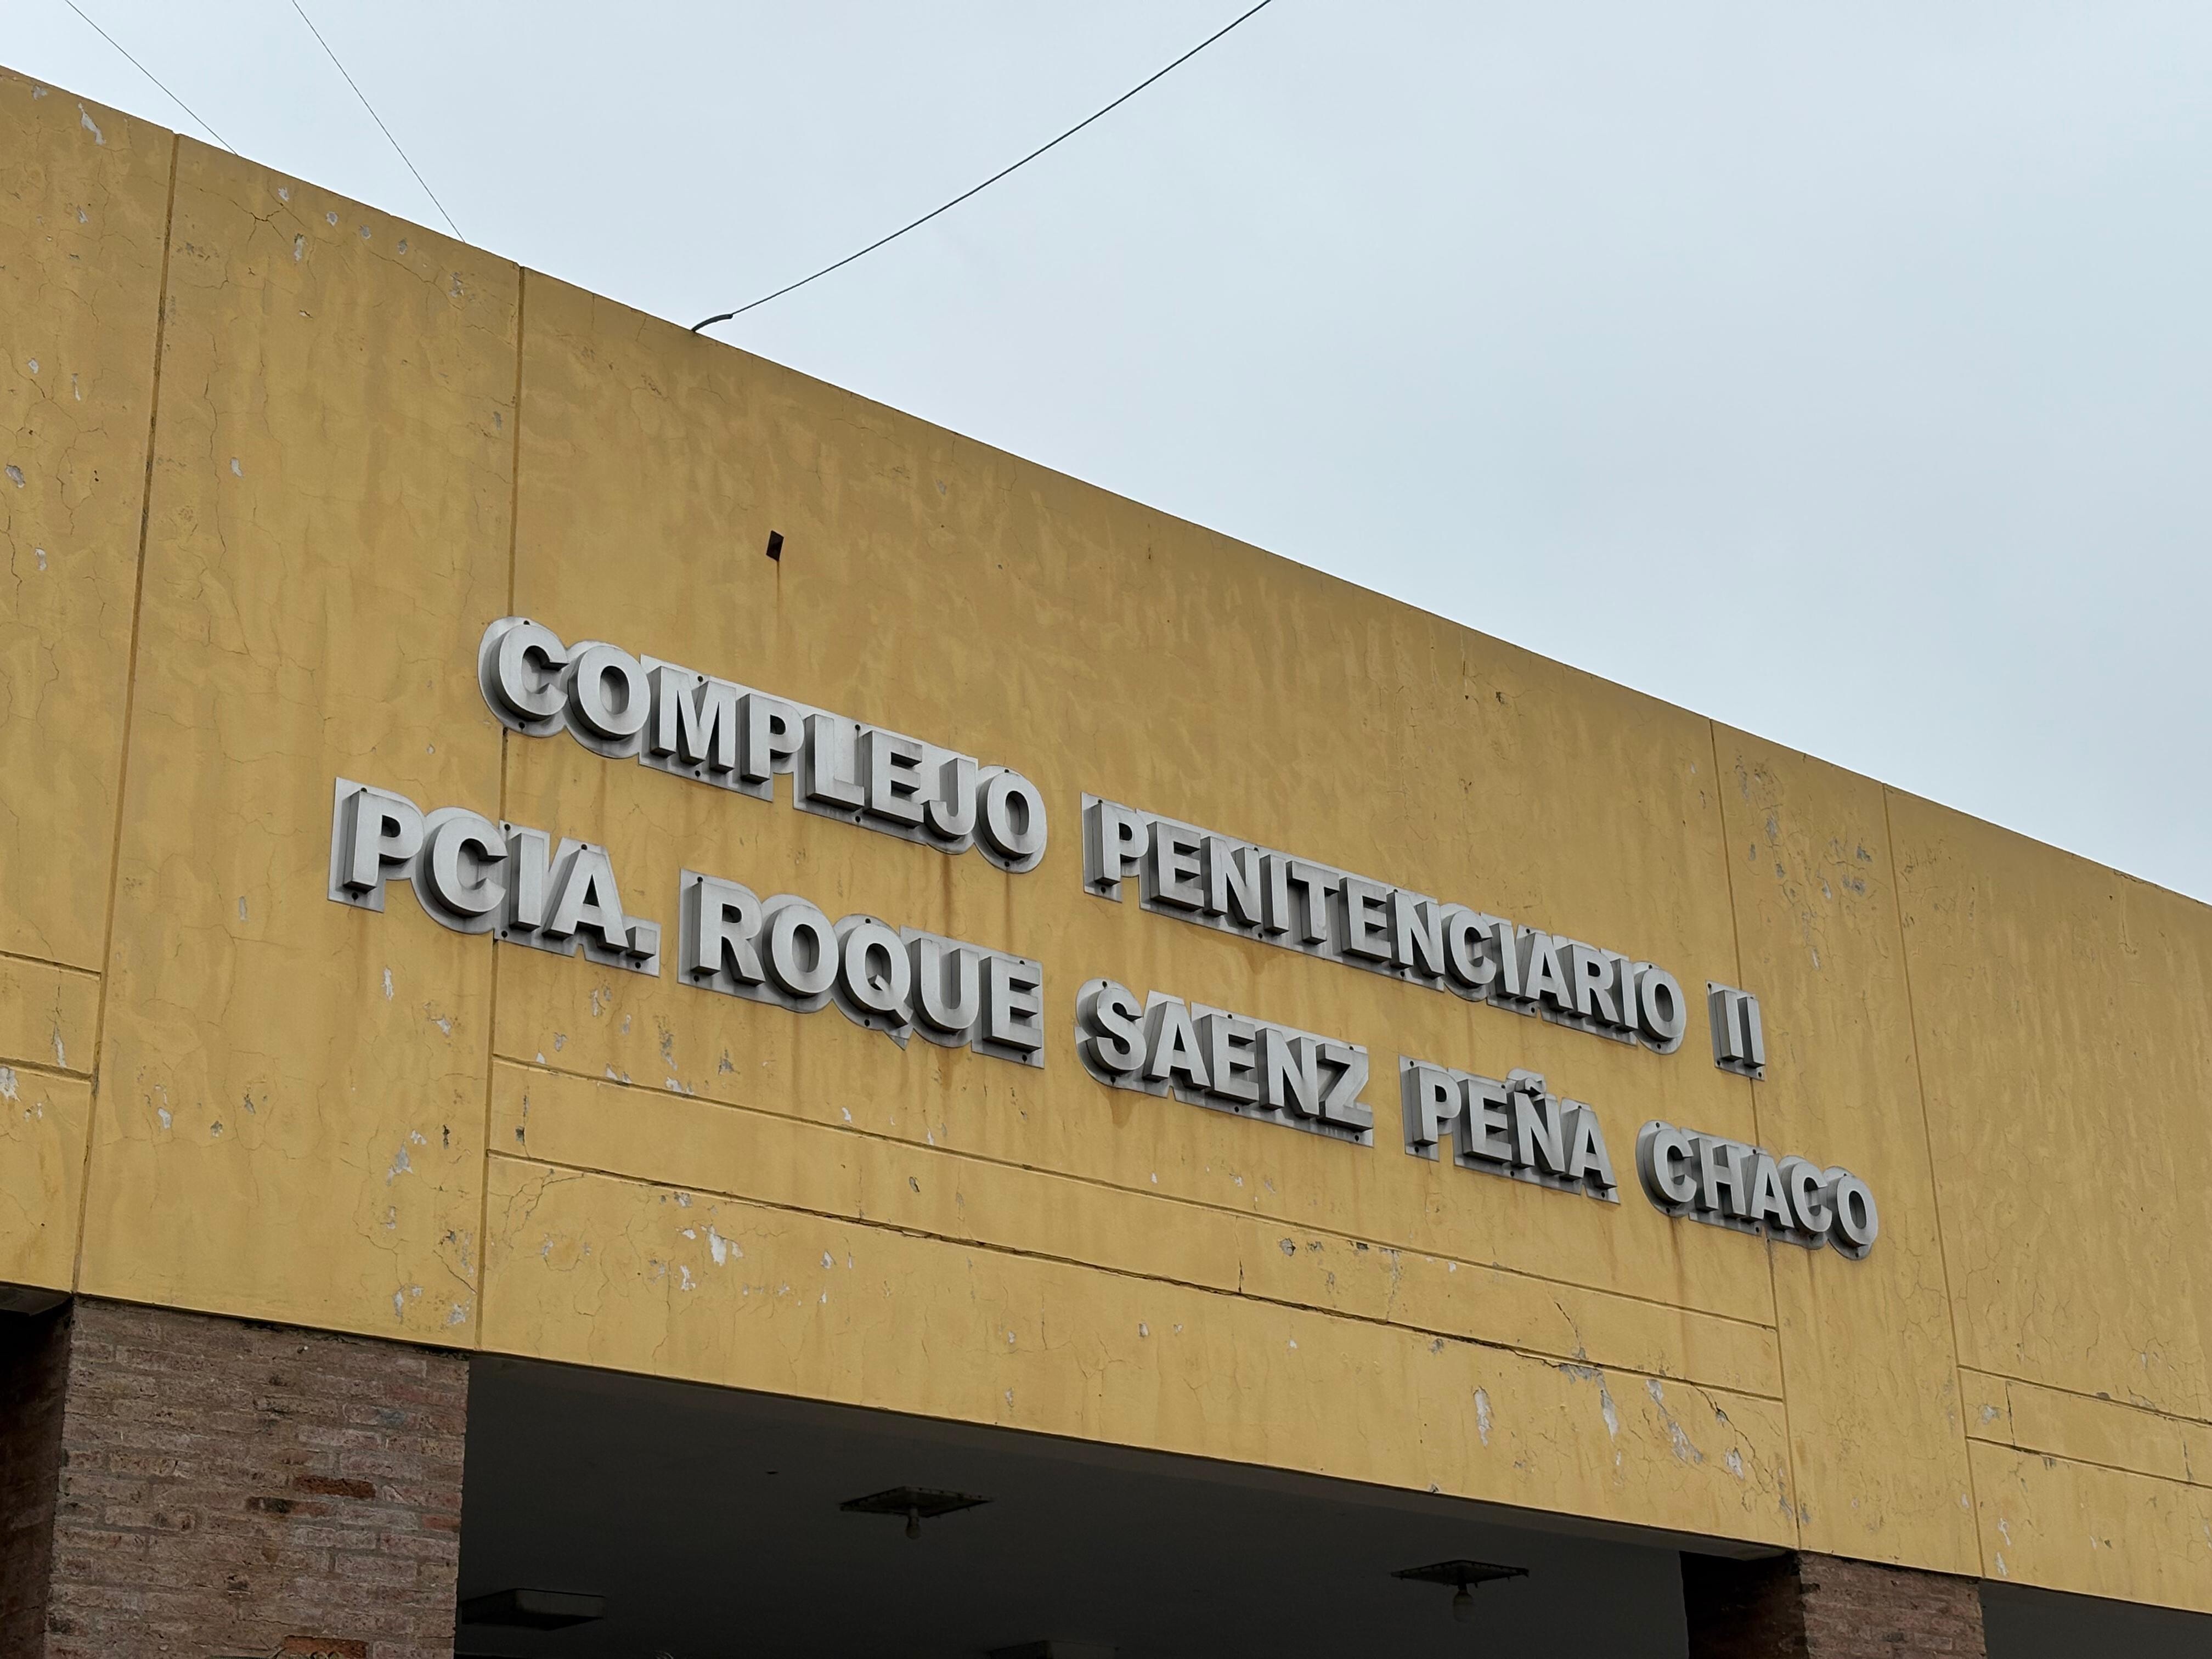 COMPLEJO PENITENCIARIO II
PCIA. ROQUE SAENZ PEÑA CHACO